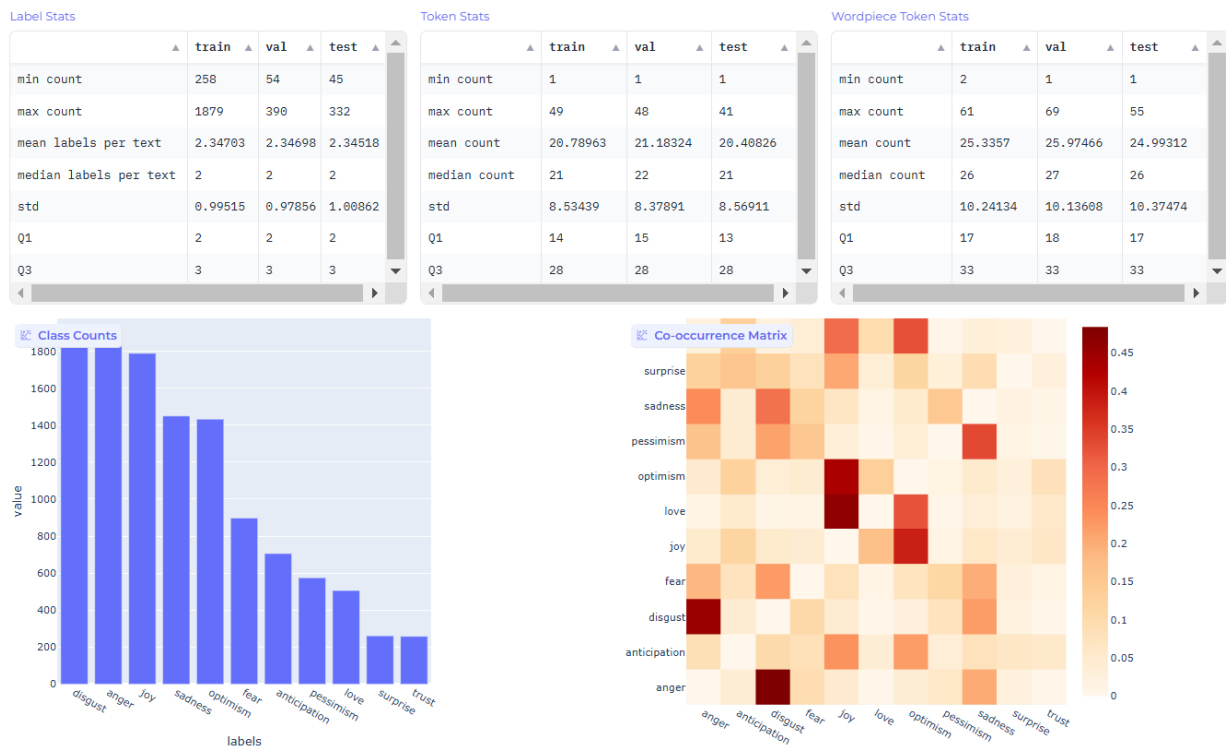 Label Stats
train val test
min count 258 54 45
max count 1879 390 332
mean labels per text 2.34703 2.34698 2.34518
median labels per text 2 2 2
std 0.99515 0.97856 1.00862
Q1 2 2 2
Q3 3 3 3
Token Stats
train val test
min count 1 1 1
max count 49 48 41
mean count 20.78963 21.18324 20.40826
median count 21 22 21
std 8.53439 8.37891 8.56911
Q1 14 15 13
Q3 28 28 28
Wordpiece Token Stats
train val test
min count 2 1 1
max count 61 69 55
mean count 25.3357 25.97466 24.99312
median count 26 27 26
std 10.24134 10.13608 10.37474
Q1 17 18 17
Q3 33 33 33
Class Counts
1800
1600
1400
1200
1000
800
600
400
200
0
value
disgust anger joy sadness optimism fear anticipation pessimism love surprise trust
labels
Co-occurrence Matrix
surprise
sadness
pessimism
optimism
love
joy
fear
disgust
anticipation
anger
anger anticipation disgust fear joy love optimism pessimism sadness surprise trust
0.45
0.4
0.35
0.3
0.25
0.2
0.15
0.1
0.05
0